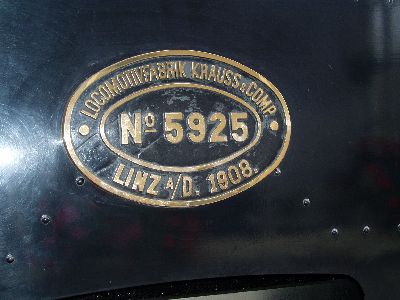 LOCOMOTIVFABRIK KRAUSS & COMP.
Nº 5925
LINZ A/D. 1908.